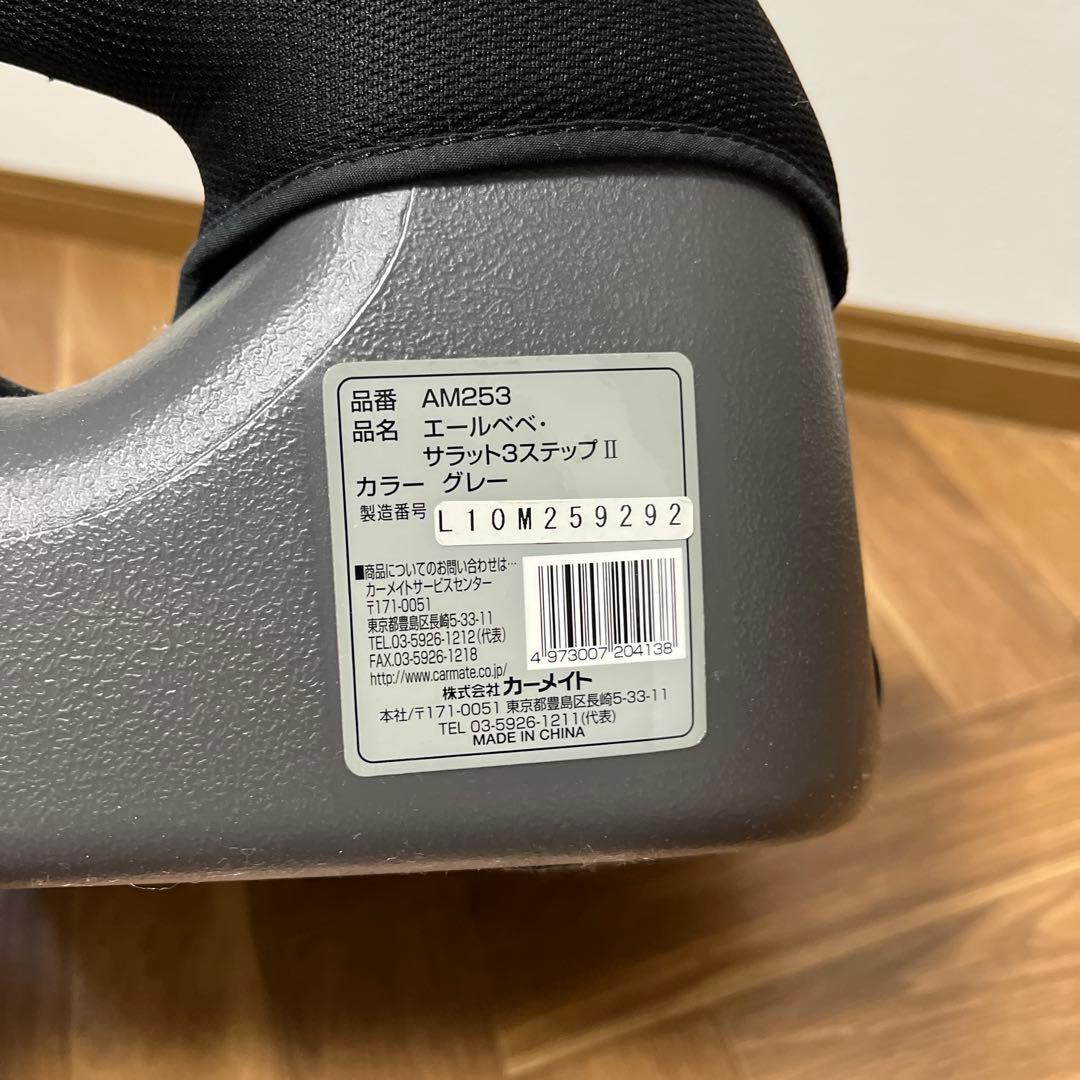 品番 AM253
品名 エールベベ・
サラット3ステップⅡ
カラー グレー
製造番号 L10M259292
■商品についてのお問い合わせは…
カーメイトサービスセンター
〒171-0051
東京都豊島区長崎5-33-11
TEL.03-5926-1212(代表)
FAX.03-5926-1218
http://www.carmate.co.jp/
4 973007 204138
株式会社カーメイト
本社/〒171-0051 東京都豊島区長崎5-33-11
TEL 03-5926-1211(代表)
MADE IN CHINA